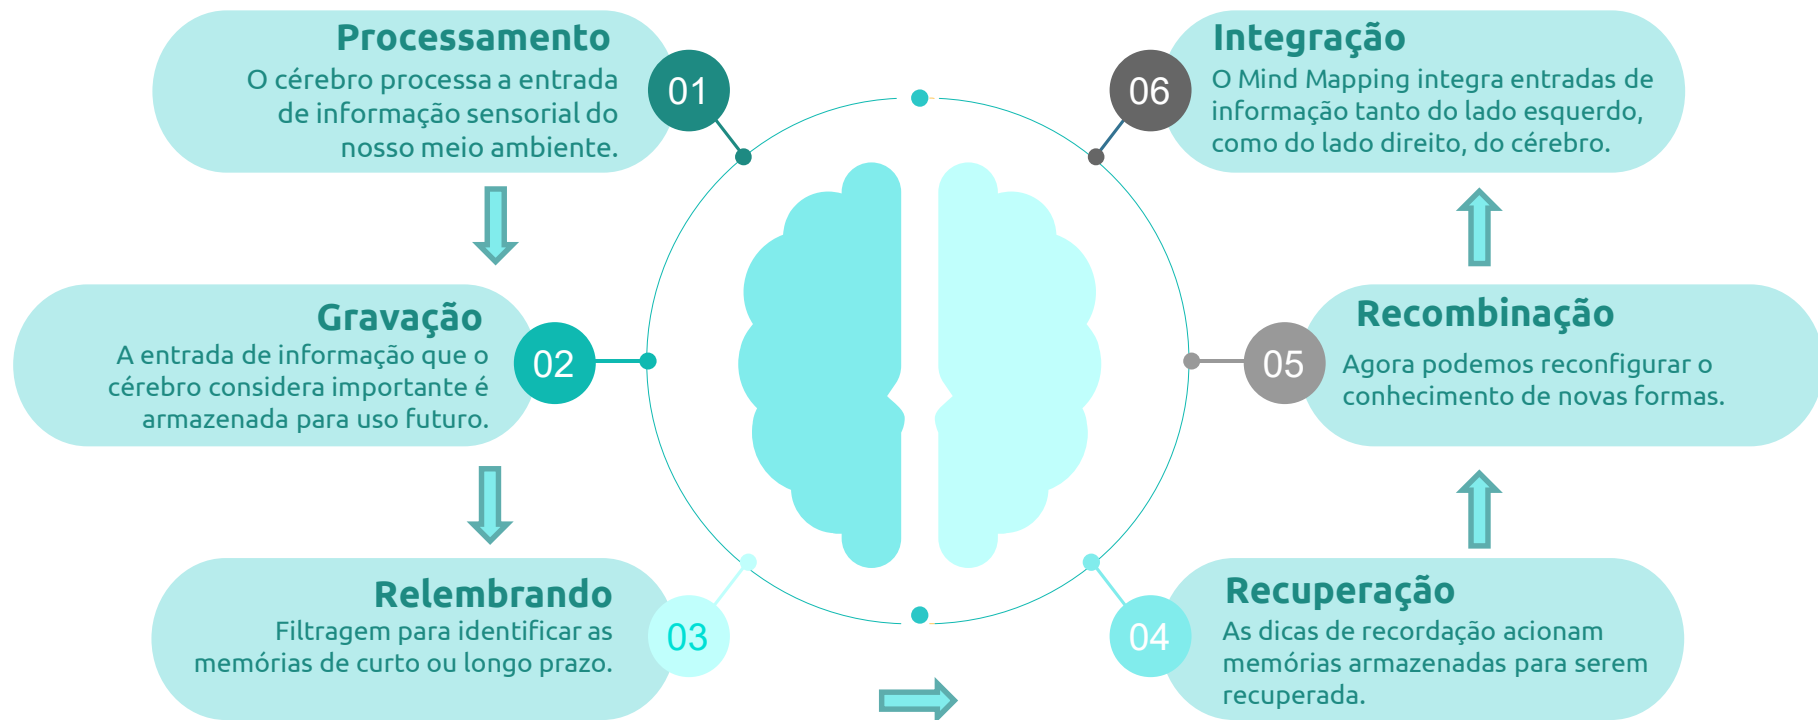 Processamento
O cérebro processa a entrada
de informação sensorial do
nosso meio ambiente.
01
Gravação
A entrada de informação que o
cérebro considera importante é
armazenada para uso futuro.
02
Relembrando
Filtragem para identificar as
memórias de curto ou longo prazo.
03
Recuperação
As dicas de recordação acionam
memórias armazenadas para serem
recuperada.
04
Recombinação
Agora podemos reconfigurar o
conhecimento de novas formas.
05
Integração
O Mind Mapping integra entradas de
informação tanto do lado esquerdo,
como do lado direito, do cérebro.
06